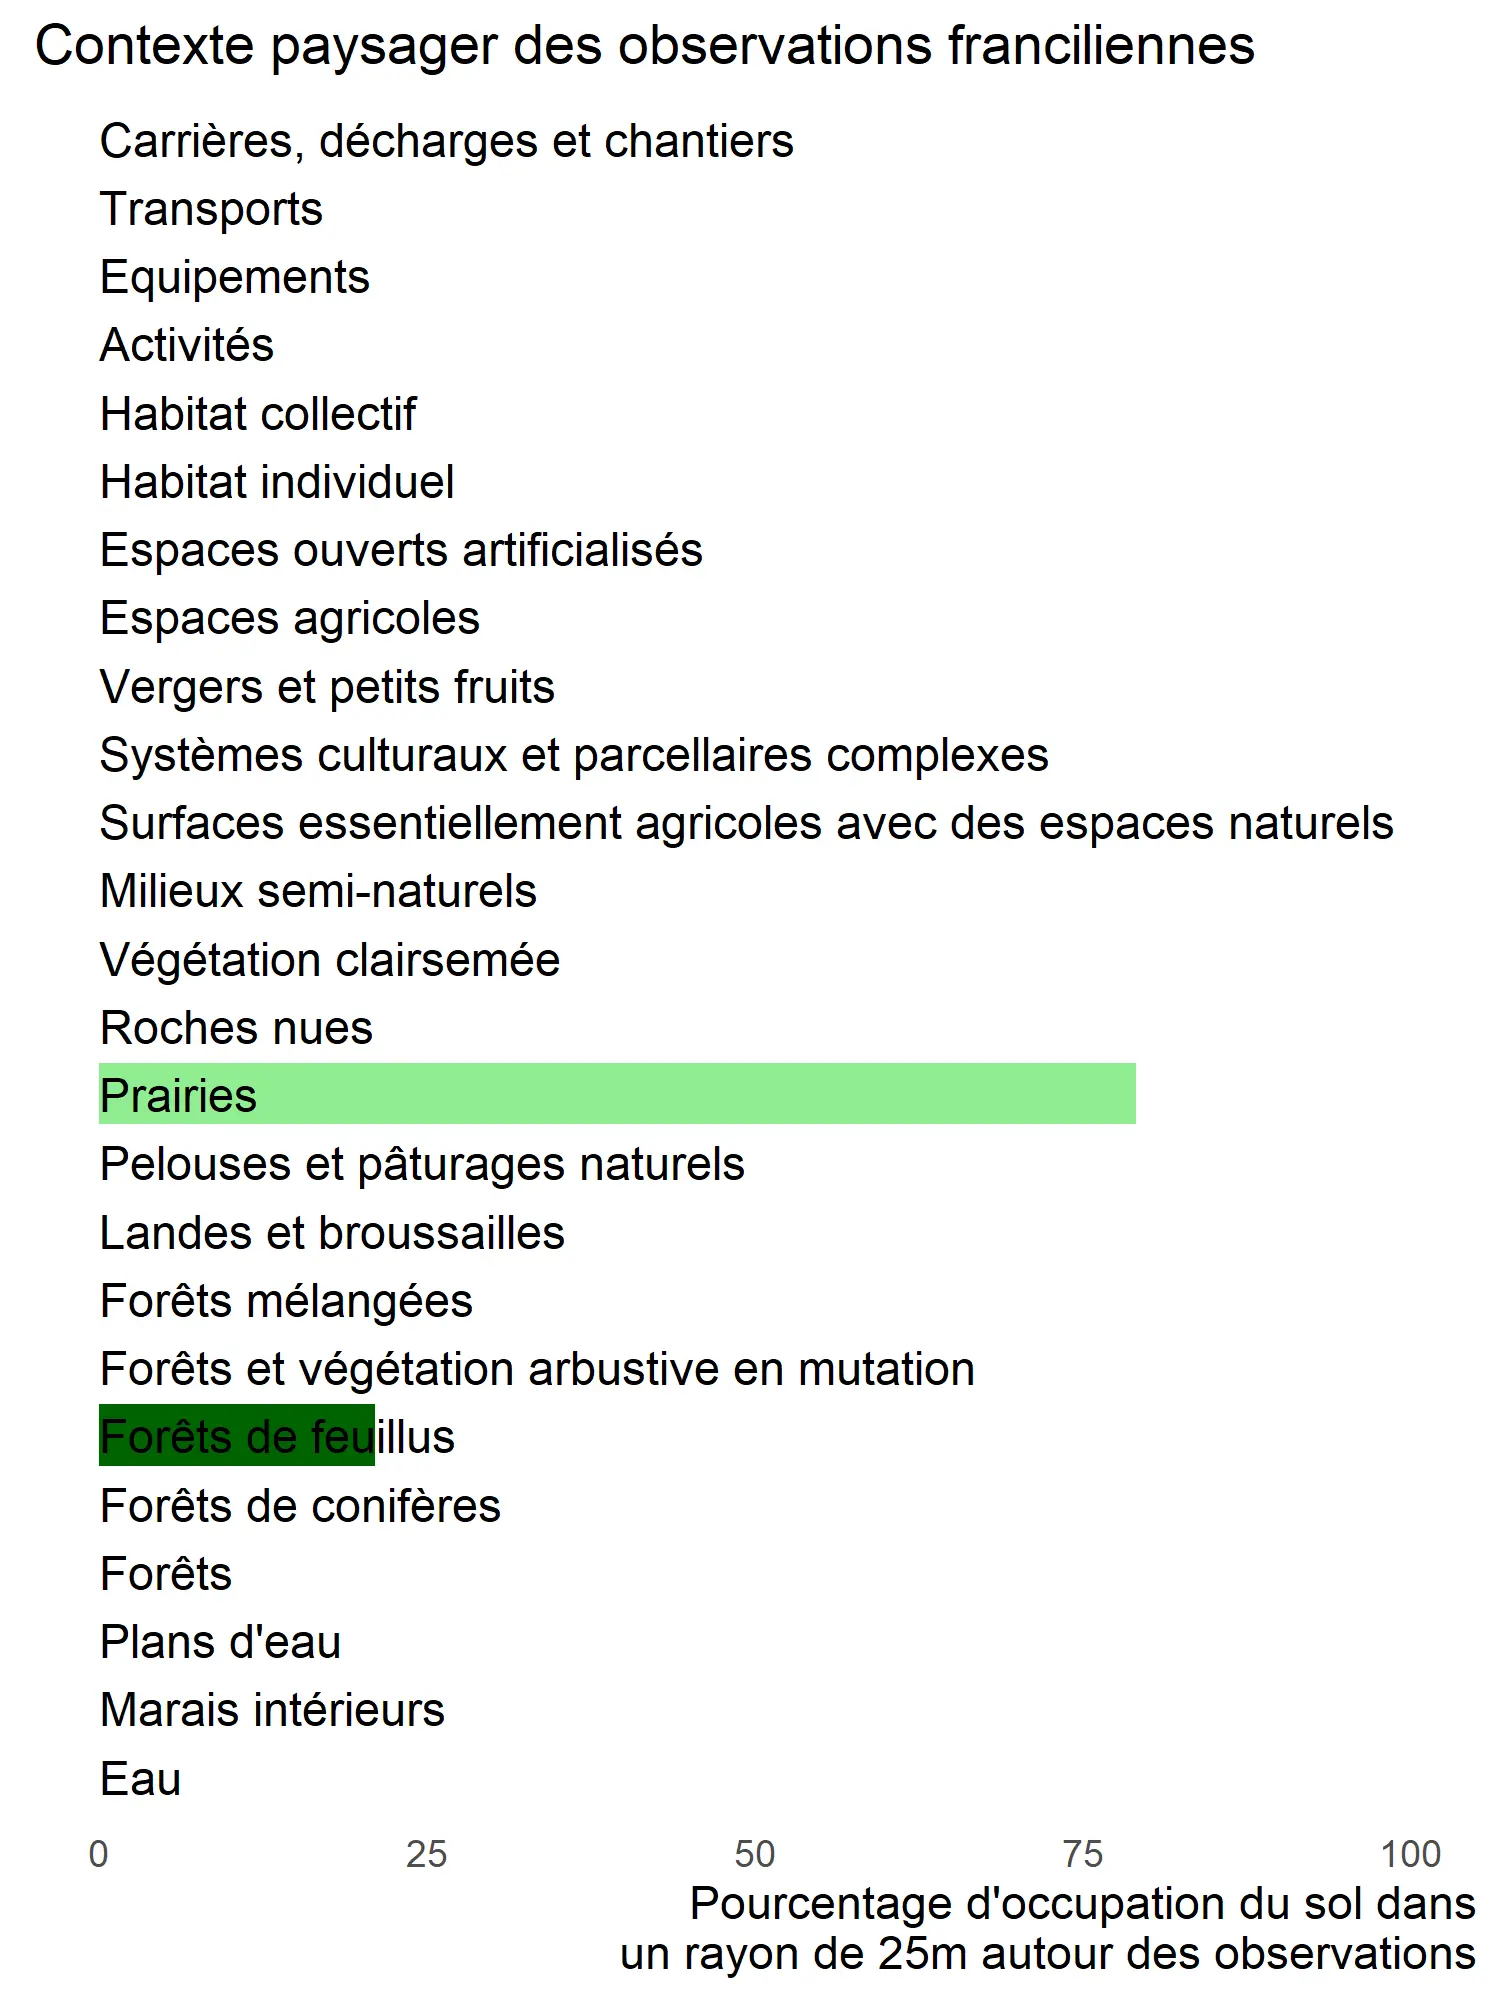 Contexte paysager des observations franciliennes
Carrières, décharges et chantiers
Transports
Equipements
Activités
Habitat collectif
Habitat individuel
Espaces ouverts artificialisés
Espaces agricoles
Vergers et petits fruits
Systèmes culturaux et parcellaires complexes
Surfaces essentiellement agricoles avec des espaces naturels
Milieux semi-naturels
Végétation clairsemée
Roches nues
Prairies
Pelouses et pâturages naturels
Landes et broussailles
Forêts mélangées
Forêts et végétation arbustive en mutation
Forêts de feuillus
Forêts de conifères
Forêts
Plans d'eau
Marais intérieurs
Eau
0 25 50 75 100
Pourcentage d'occupation du sol dans
un rayon de 25m autour des observations